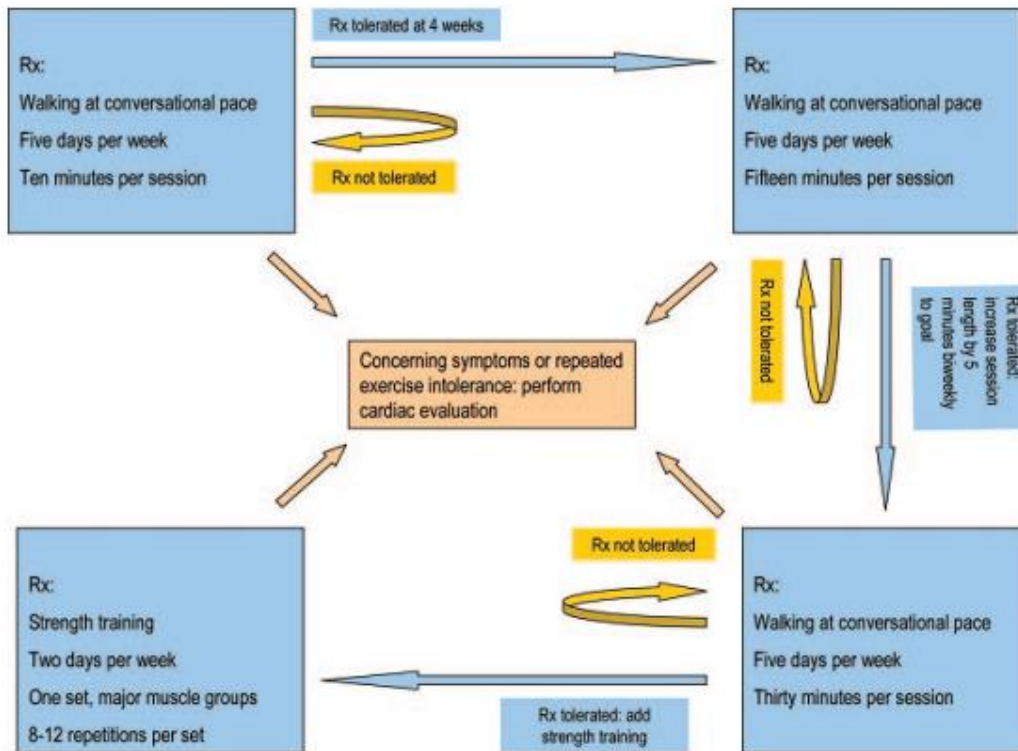 Rx:
Walking at conversational pace
Five days per week
Ten minutes per session
Rx tolerated at 4 weeks
Rx not tolerated
Rx:
Walking at conversational pace
Five days per week
Fifteen minutes per session
Rx not tolerated
Rx tolerated:
increase session
length by 5
minutes biweekly
to goal
Concerning symptoms or repeated
exercise intolerance: perform
cardiac evaluation
Rx:
Strength training
Two days per week
One set, major muscle groups
8-12 repetitions per set
Rx not tolerated
Rx tolerated: add
strength training
Rx:
Walking at conversational pace
Five days per week
Thirty minutes per session